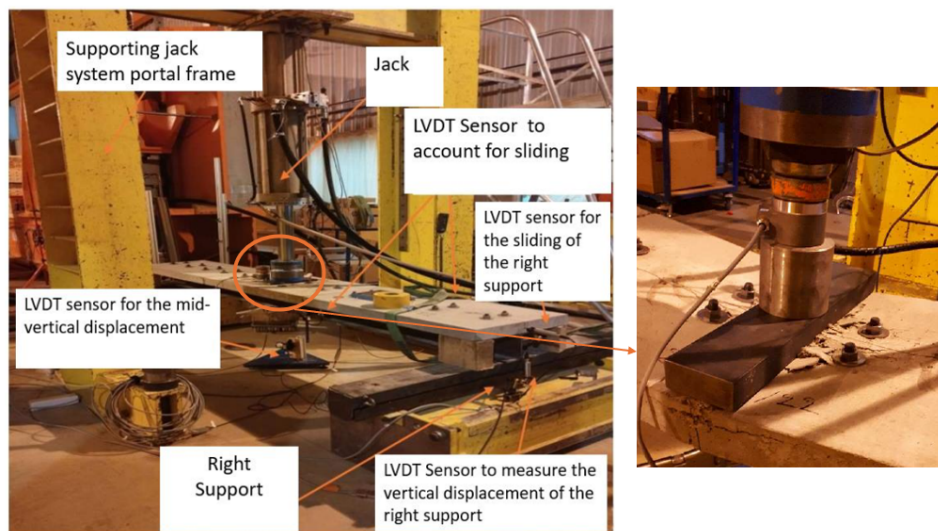 Supporting jack
system portal frame
Jack
LVDT Sensor to
account for sliding
LVDT sensor for
the sliding of
the right
support
LVDT sensor for the mid-
vertical displacement
Right
Support
LVDT Sensor to measure the
vertical displacement of the
right support
22